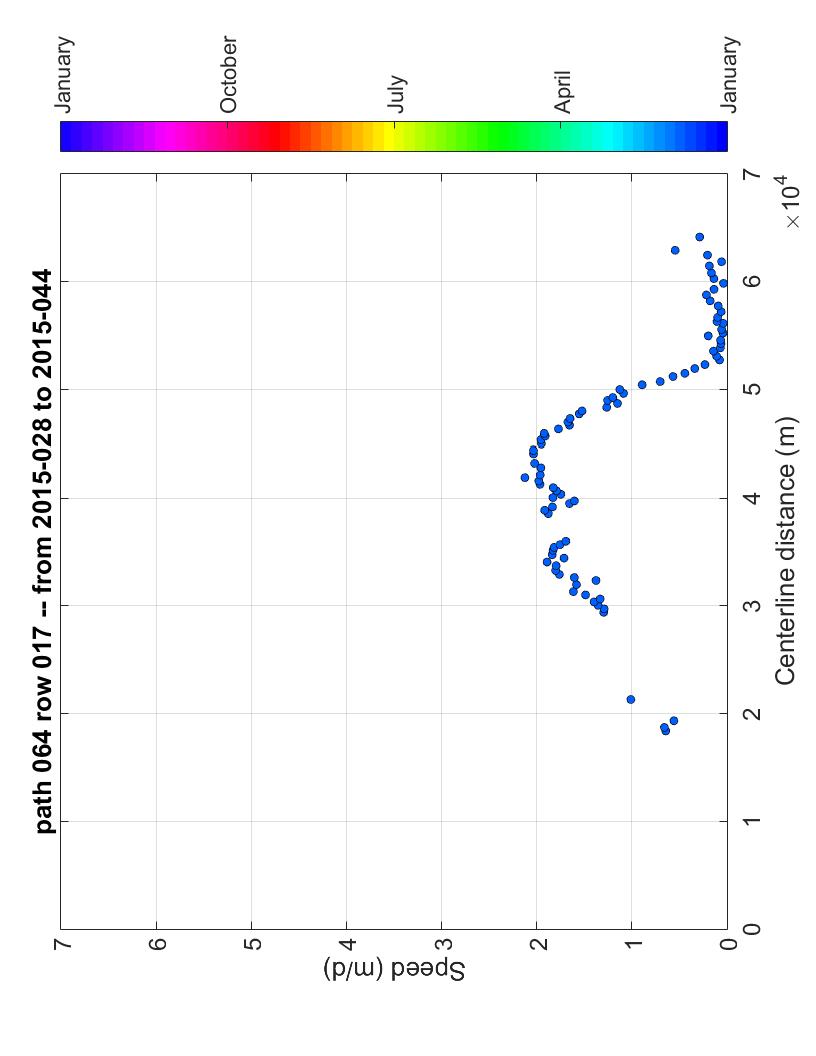 path 064 row 017 -- from 2015-028 to 2015-044
7
6
5
4
3
2
1
0
Speed (m/d)
0
1
2
3
4
5
6
7
×10⁴
Centerline distance (m)
January
October
July
April
January